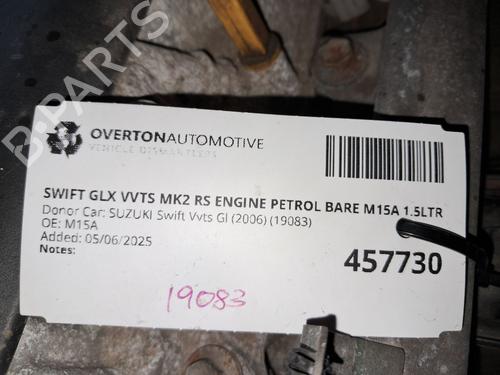 OVERTONAUTOMOTIVE
VEHICLE DISMANTLERS
SWIFT GLX VVTS MK2 RS ENGINE PETROL BARE M15A 1.5LTR
Donor Car: SUZUKI Swift Vvts Gl (2006) (19083)
OE: M15A
Added: 05/06/2025
Notes:
457730
19083
B-PARTS